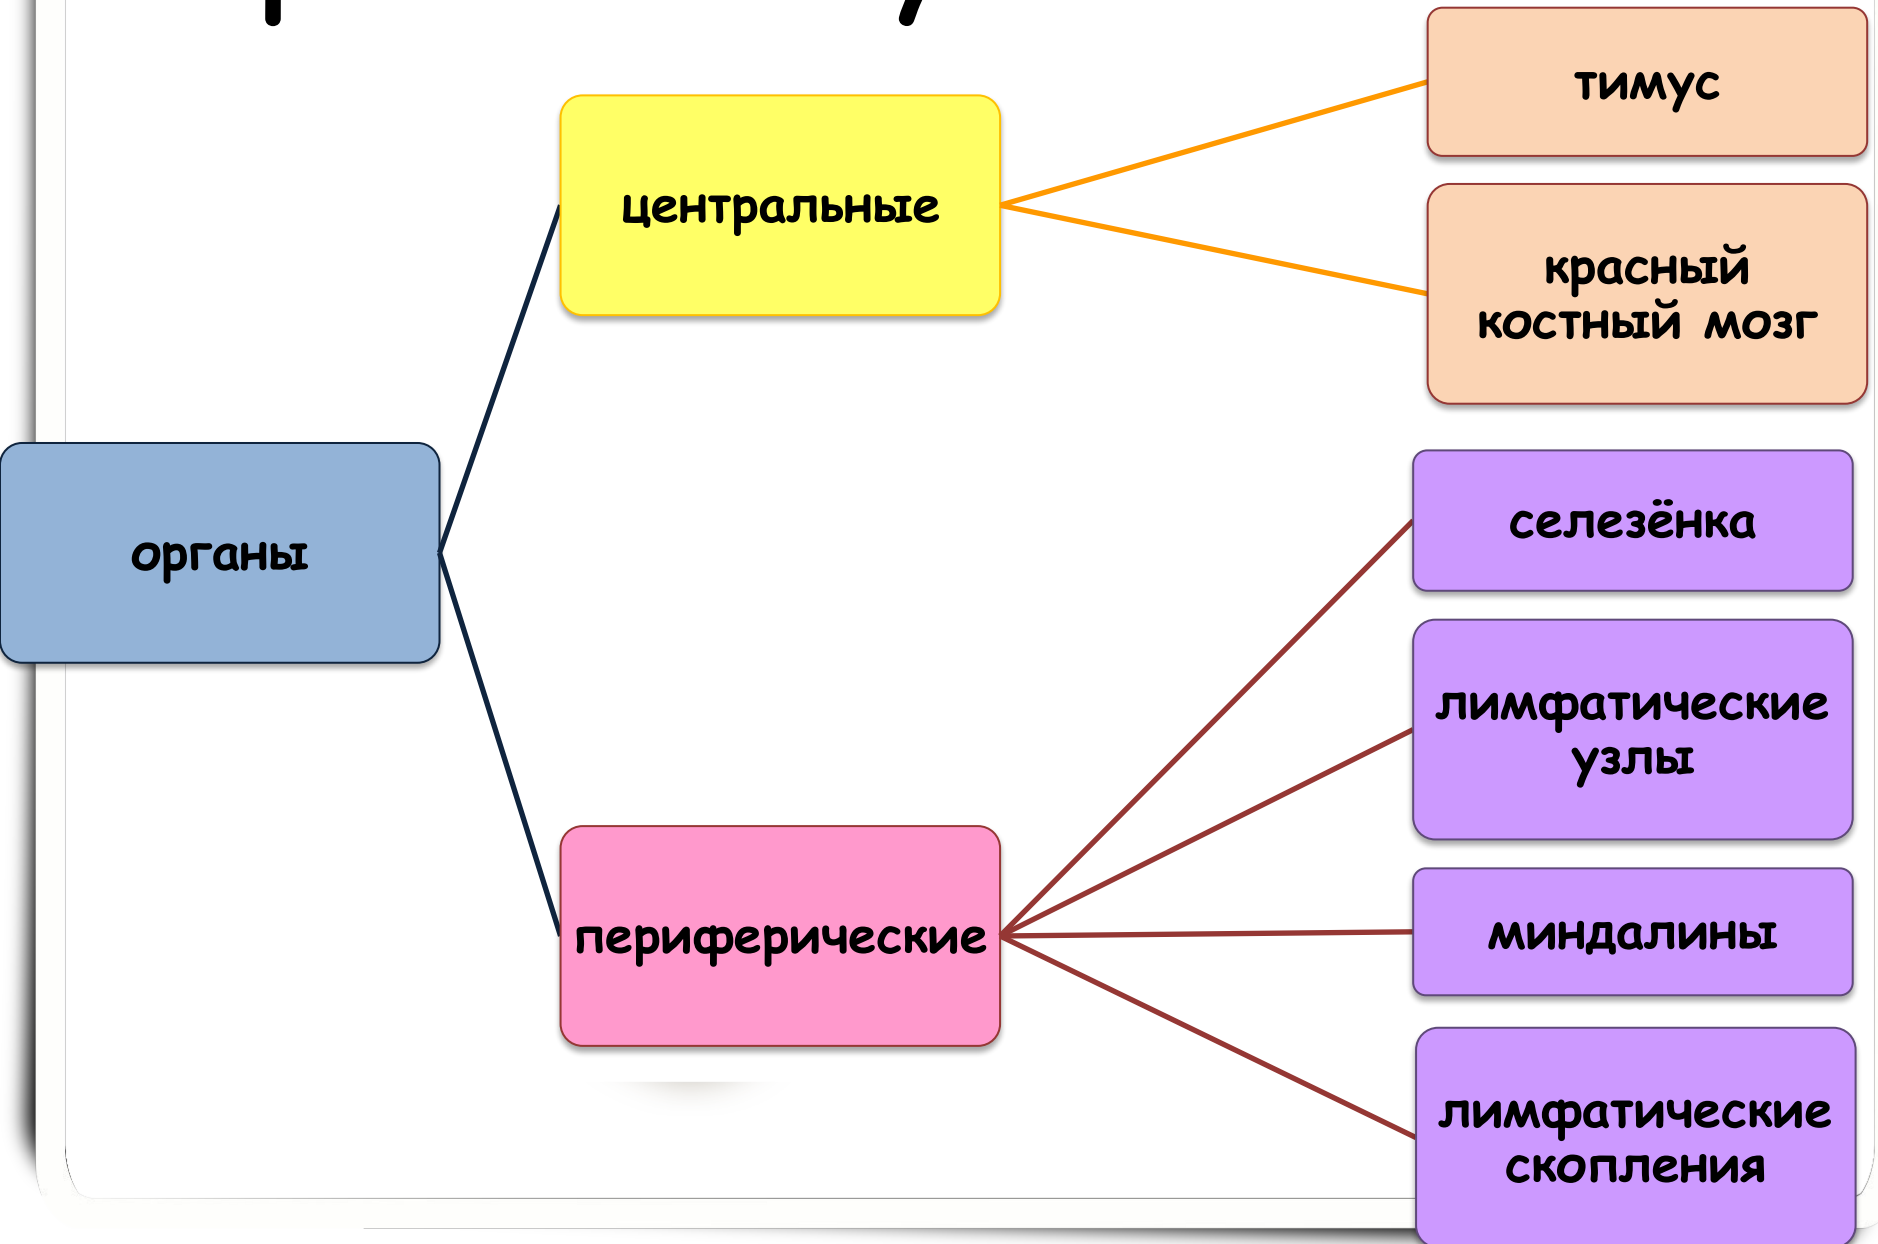 тимус
центральные
красный
костный мозг
органы
селезёнка
лимфатические
узлы
периферические
миндалины
лимфатические
скопления